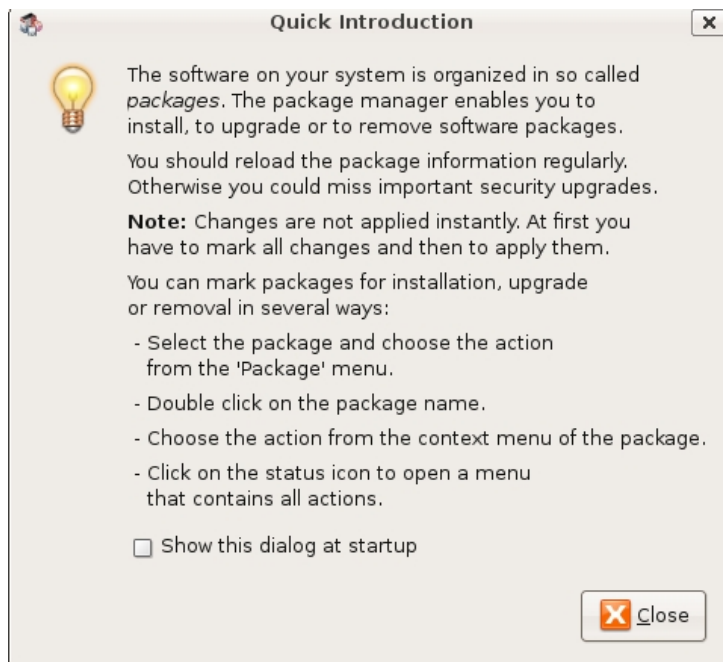 Quick Introduction
The software on your system is organized in so called
packages. The package manager enables you to
install, to upgrade or to remove software packages.
You should reload the package information regularly.
Otherwise you could miss important security upgrades.
Note: Changes are not applied instantly. At first you
have to mark all changes and then to apply them.
You can mark packages for installation, upgrade
or removal in several ways:
- Select the package and choose the action
from the 'Package' menu.
- Double click on the package name.
- Choose the action from the context menu of the package.
- Click on the status icon to open a menu
that contains all actions.
Show this dialog at startup
Close